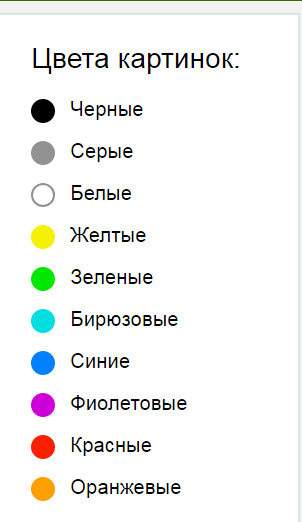 Цвета картинок:
Черные
Серые
Белые
Желтые
Зеленые
Бирюзовые
Синие
Фиолетовые
Красные
Оранжевые